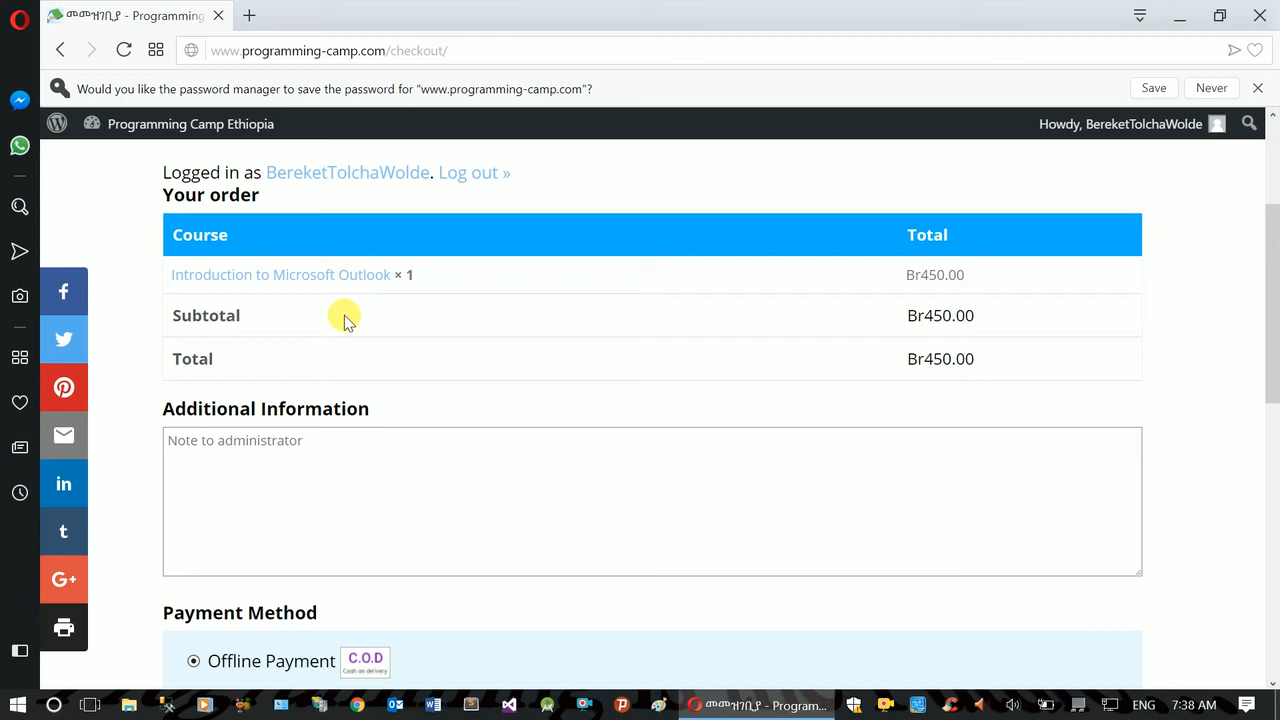 መመዝገቢያ - Programming
www.programming-camp.com/checkout/
Would you like the password manager to save the password for "www.programming-camp.com"?
Save
Never
Programming Camp Ethiopia
Howdy, BereketTolchaWolde
Logged in as BereketTolchaWolde. Log out »
Your order
Course Total
Introduction to Microsoft Outlook × 1 Br450.00
Subtotal Br450.00
Total Br450.00
Additional Information
Note to administrator
Payment Method
Offline Payment C.O.D
Cash on delivery
መመዝገቢያ - Program...
ENG 7:38 AM